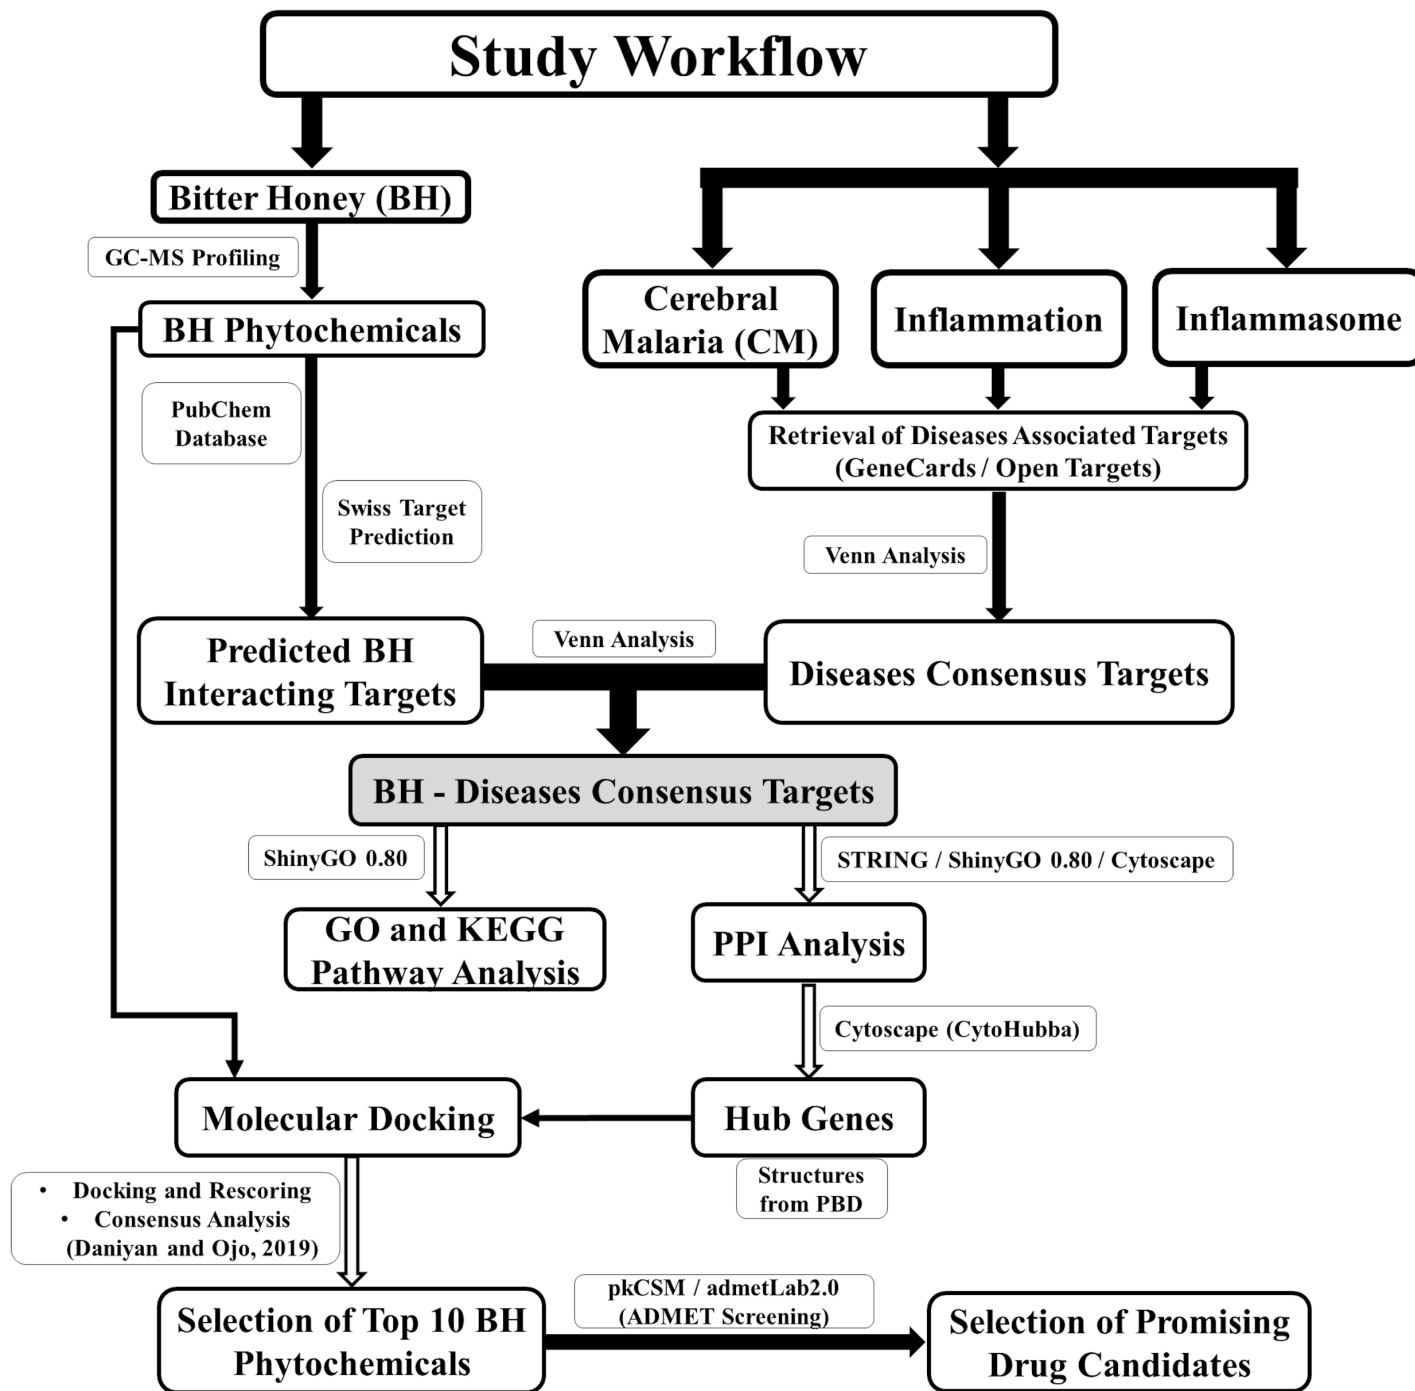 Study Workflow
Bitter Honey (BH)
GC-MS Profiling
BH Phytochemicals
PubChem
Database
Swiss Target
Prediction
Cerebral
Malaria (CM)
Inflammation
Inflammasome
Retrieval of Diseases Associated Targets
(GeneCards / Open Targets)
Venn Analysis
Predicted BH
Interacting Targets
Venn Analysis
Diseases Consensus Targets
BH - Diseases Consensus Targets
ShinyGO 0.80
STRING / ShinyGO 0.80 / Cytoscape
GO and KEGG
Pathway Analysis
PPI Analysis
Cytoscape (CytoHubba)
Molecular Docking
Hub Genes
Structures
from PBD
• Docking and Rescoring
• Consensus Analysis
(Daniyan and Ojo, 2019)
Selection of Top 10 BH
Phytochemicals
pkCSM / admetLab2.0
(ADMET Screening)
Selection of Promising
Drug Candidates